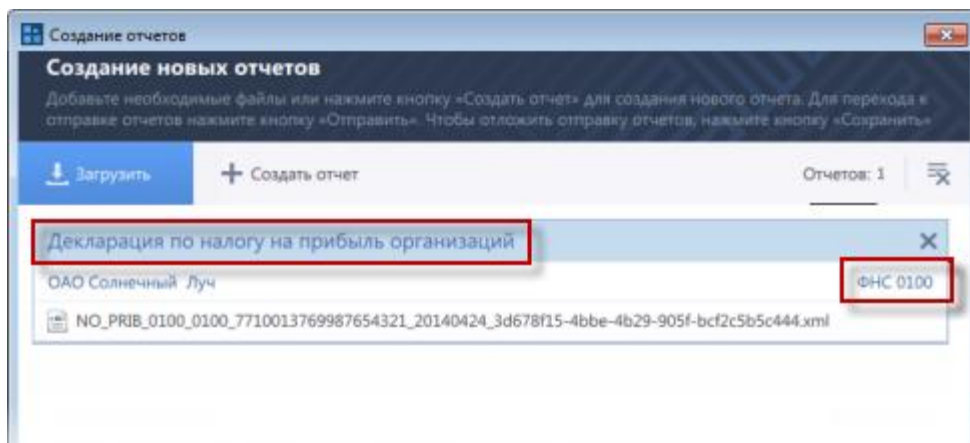 Создание отчетов
Создание новых отчетов
Добавьте необходимые файлы или нажмите кнопку «Создать отчет» для создания нового отчета. Для перехода к
отправке отчетов нажмите кнопку «Отправить». Чтобы отложить отправку отчетов, нажмите кнопку «Сохранить»
Загрузить
Создать отчет
Отчетов: 1
Декларация по налогу на прибыль организаций
ОАО Солнечный Луч
ФНС 0100
NO_PRIB_0100_0100_7710013769987654321_20140424_3d678f15-4bbe-4b29-905f-bcf2c5b5c444.xml